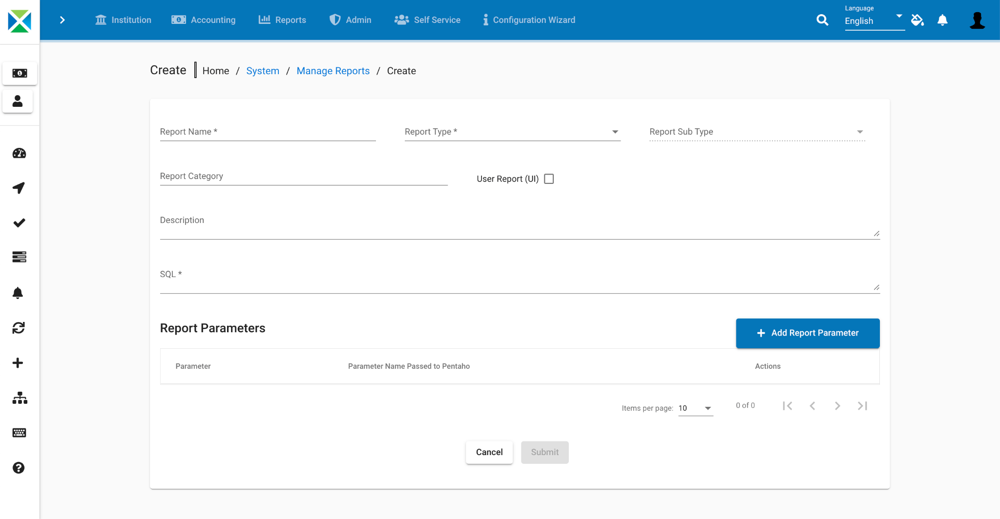 Institution Accounting Reports Admin Self Service Configuration Wizard
Language
English
Create Home / System / Manage Reports / Create
Report Name * Report Type * Report Sub Type
Report Category User Report (UI)
Description
SQL *
Report Parameters Add Report Parameter
Parameter Parameter Name Passed to Pentaho Actions
Items per page: 10 0 of 0
Cancel Submit